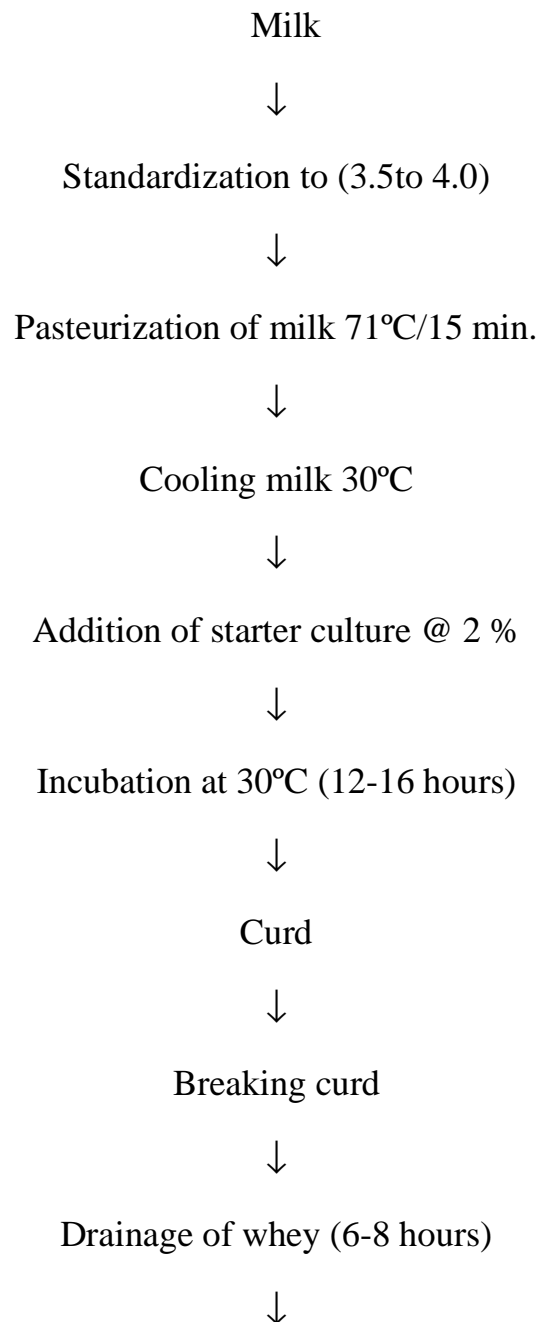 Milk
↓
Standardization to (3.5to 4.0)
↓
Pasteurization of milk 71ºC/15 min.
↓
Cooling milk 30ºC
↓
Addition of starter culture @ 2 %
↓
Incubation at 30ºC (12-16 hours)
↓
Curd
↓
Breaking curd
↓
Drainage of whey (6-8 hours)
↓